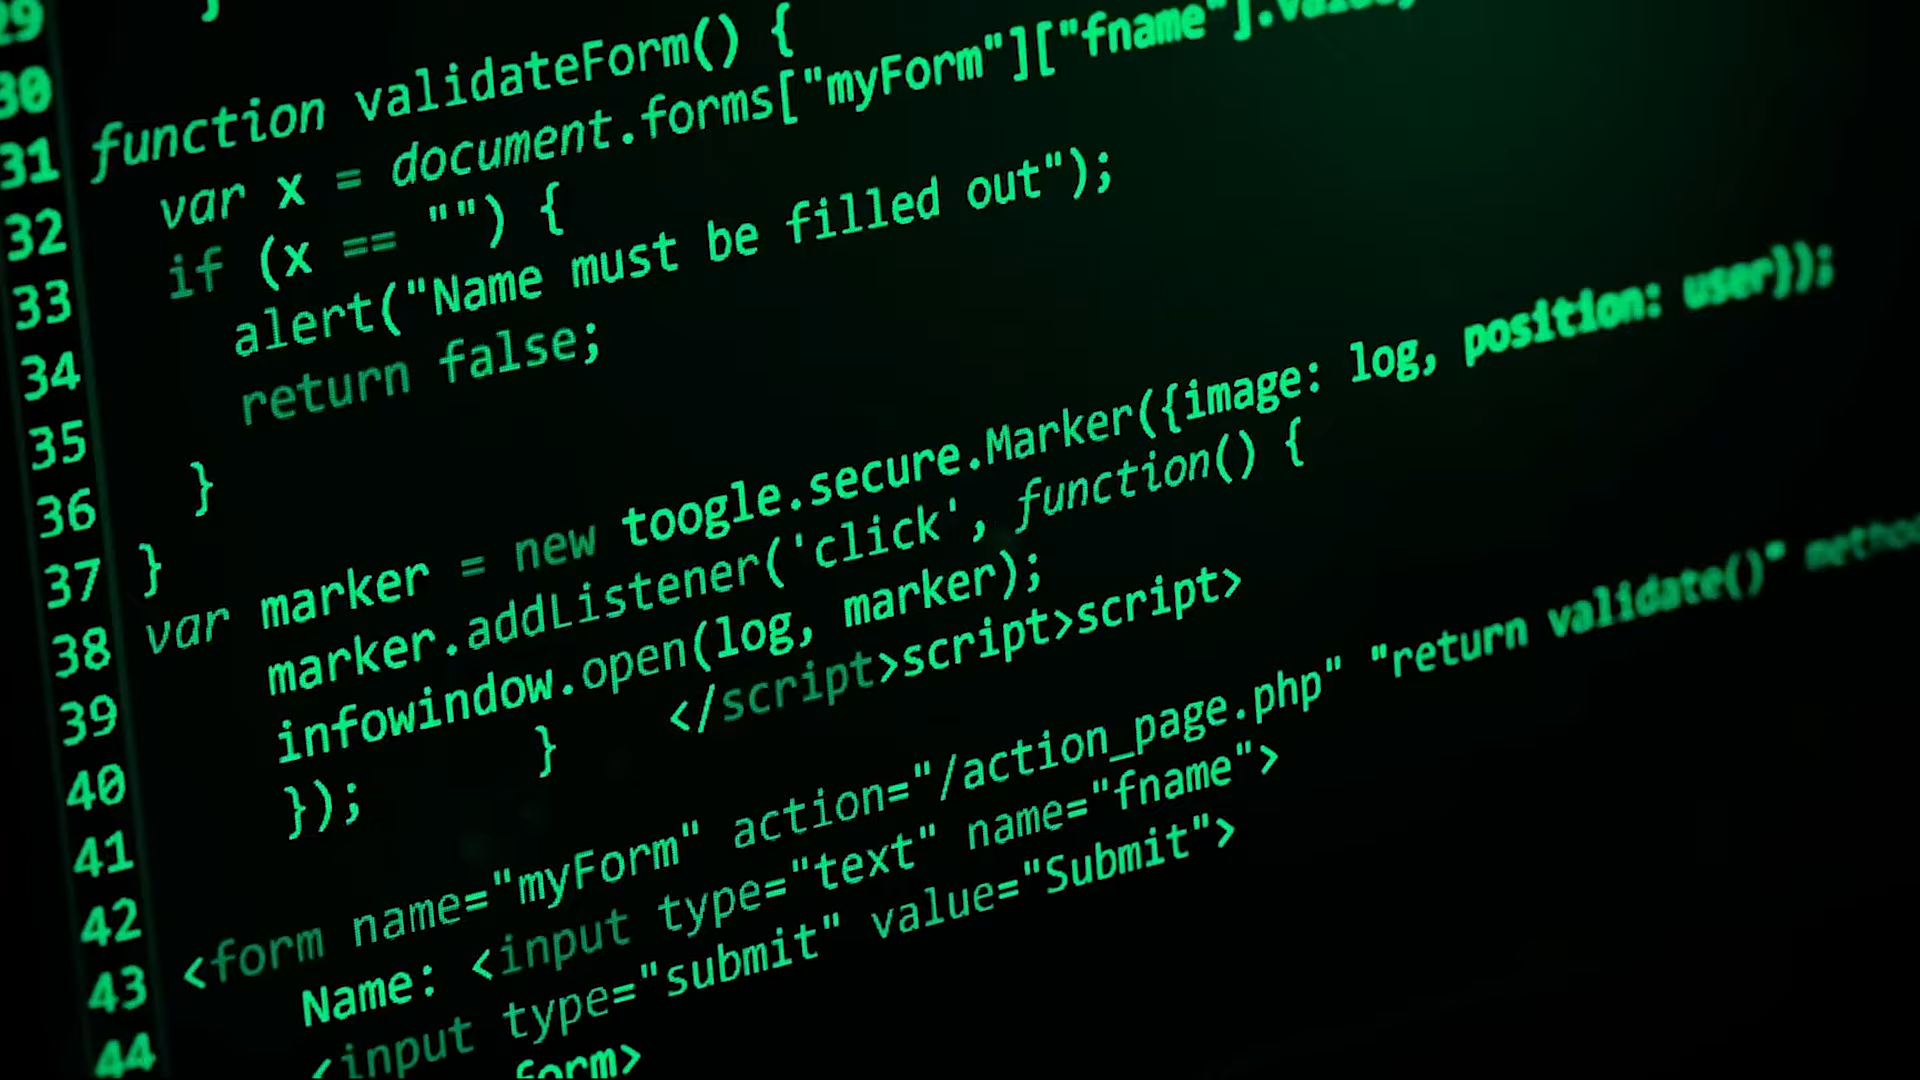 29
30
31 function validateForm() {
32 var x = document.forms["myForm"]["fname"].value;
33 if (x == "") {
34 alert("Name must be filled out");
35 return false;
36 }
37 }
38 var marker = new toogle.secure.Marker({image: log, position: user});
39 marker.addListener('click', function() {
40 infowindow.open(log, marker);
41 }); } </script>script>script>
42
43 <form name="myForm" action="/action_page.php" "return validate()"
44 Name: <input type="text" name="fname">
<input type="submit" value="Submit">
form>